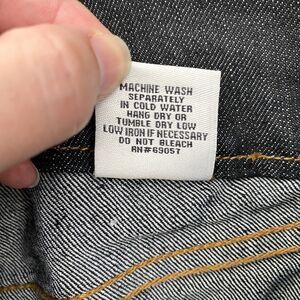 MACHINE WASH
SEPARATELY
IN COLD WATER
HANG DRY OR
TUMBLE DRY LOW
LOW IRON IF NECESSARY
DO NOT BLEACH
RN#69057